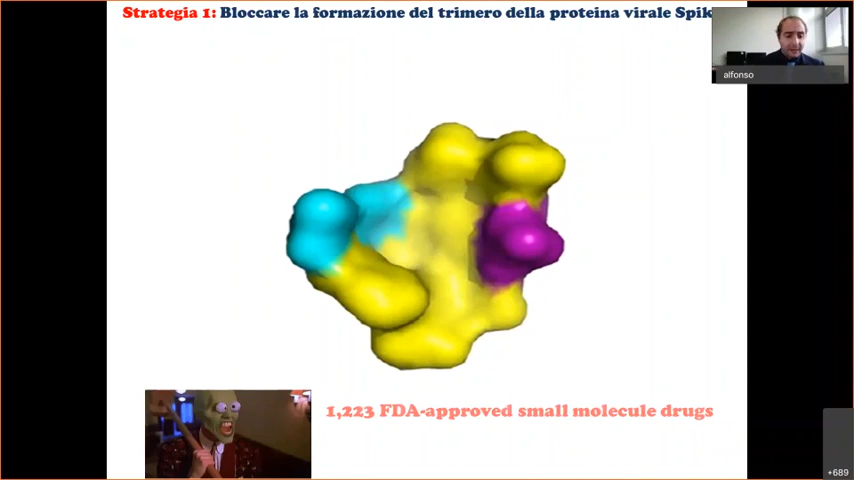 Strategia 1: Bloccare la formazione del trimero della proteina virale Spik
alfonso
1,223 FDA-approved small molecule drugs
+689